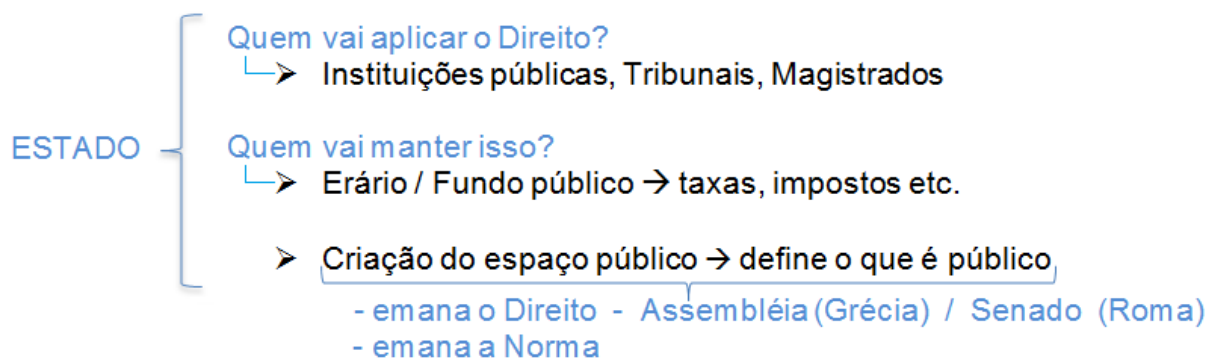 Quem vai aplicar o Direito?
Instituições públicas, Tribunais, Magistrados
ESTADO
Quem vai manter isso?
Erário / Fundo público → taxas, impostos etc.
Criação do espaço público → define o que é público
- emana o Direito - Assembléia (Grécia) / Senado (Roma)
- emana a Norma